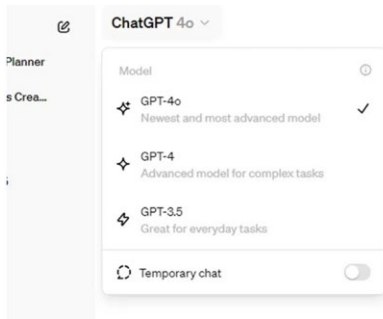 ChatGPT 4o
Planner
s Crea...
Model
GPT-4o
Newest and most advanced model
GPT-4
Advanced model for complex tasks
GPT-3.5
Great for everyday tasks
Temporary chat